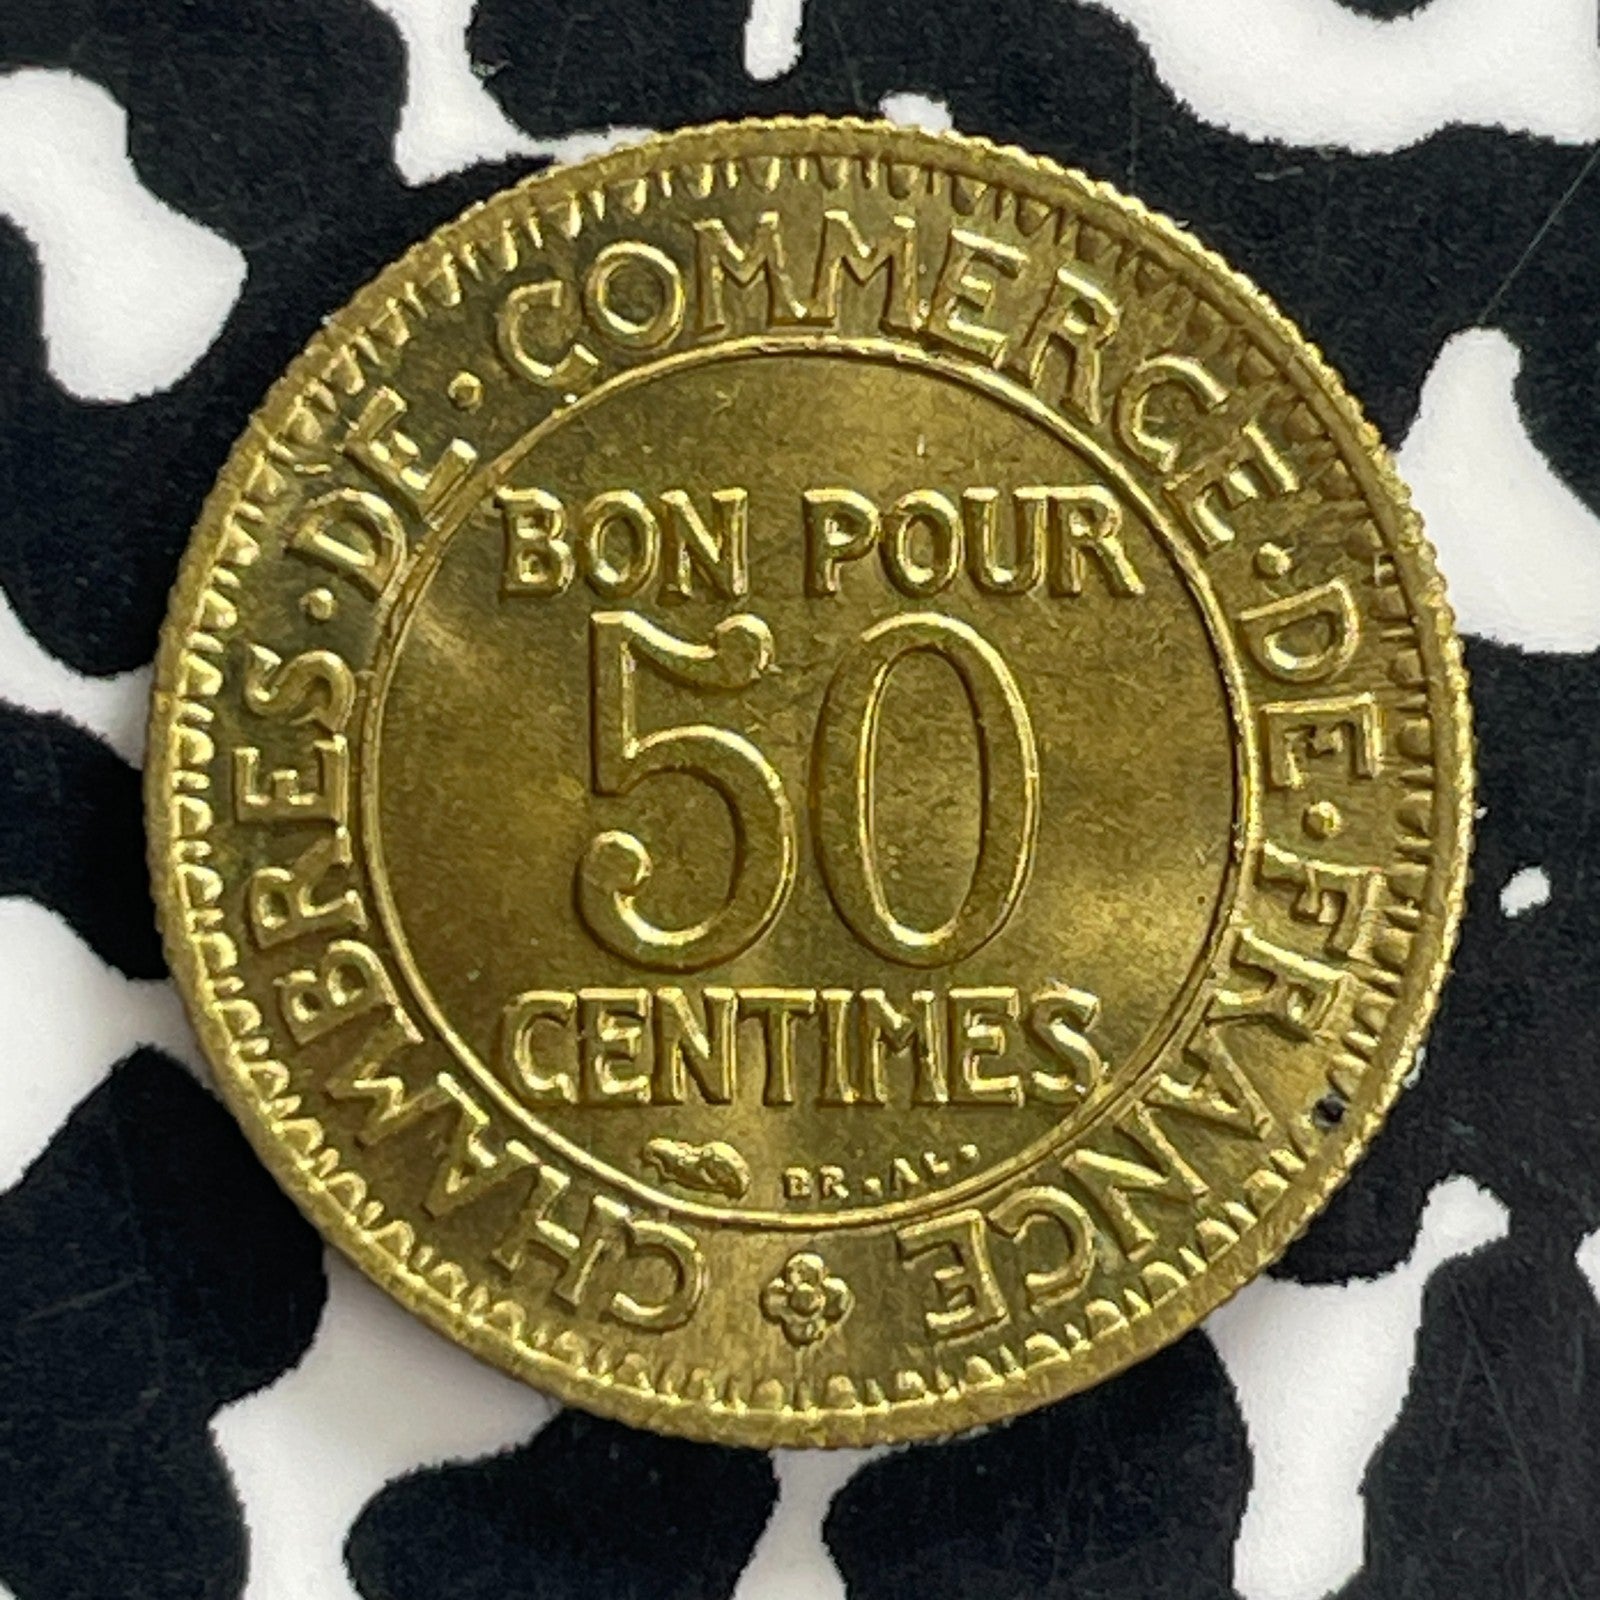 CHAMBRES·DE·COMMERCE·DE·FRANCE
BON POUR
50
CENTIMES
BR.AL.